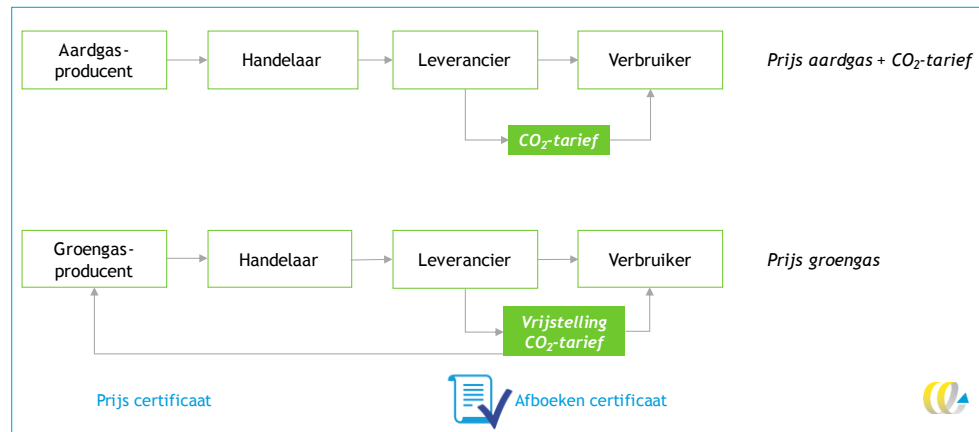 Aardgas-
producent
Handelaar
Leverancier
Verbruiker
Prijs aardgas + CO₂-tarief
CO₂-tarief
Groengas-
producent
Handelaar
Leverancier
Verbruiker
Prijs groengas
Vrijstelling
CO₂-tarief
Prijs certificaat
Afboeken certificaat